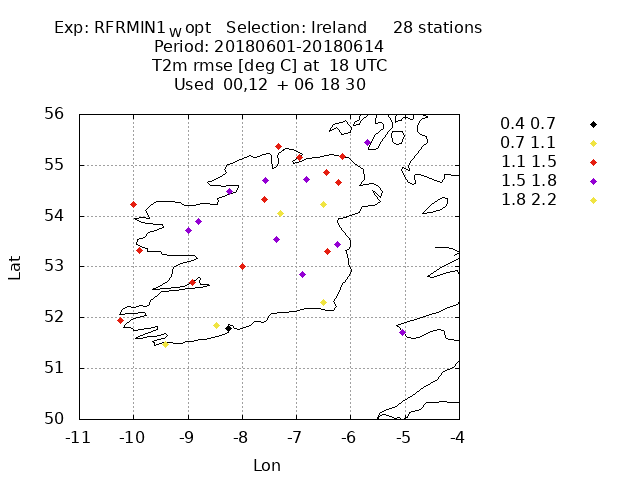 Exp: RFRMIN1_W opt Selection: Ireland 28 stations
Period: 20180601-20180614
T2m rmse [deg C] at 18 UTC
Used 00,12 + 06 18 30
0.4 0.7
0.7 1.1
1.1 1.5
1.5 1.8
1.8 2.2
56
55
54
53
52
51
50
Lat
-11 -10 -9 -8 -7 -6 -5 -4
Lon